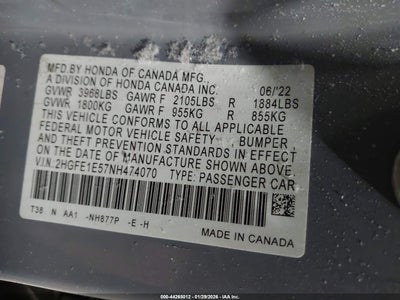 MFD BY HONDA OF CANADA MFG.,
A DIVISION OF HONDA CANADA INC. 06/'22
GVWR 3968LBS GAWR F 2105LBS R 1884LBS
GVWR 1800KG GAWR F 955KG R 855KG
THIS VEHICLE CONFORMS TO ALL APPLICABLE
FEDERAL MOTOR VEHICLE SAFETY, BUMPER,
AND THEFT PREVENTION STANDARDS IN EFFECT
ON THE DATE OF MANUFACTURE SHOWN ABOVE.
V.I.N: 2HGFE1E57NH474070 TYPE: PASSENGER CAR
T38 N AA1 -NH877P -E -H
MADE IN CANADA
000-44265012 - 01/29/2026 - IAA, Inc.